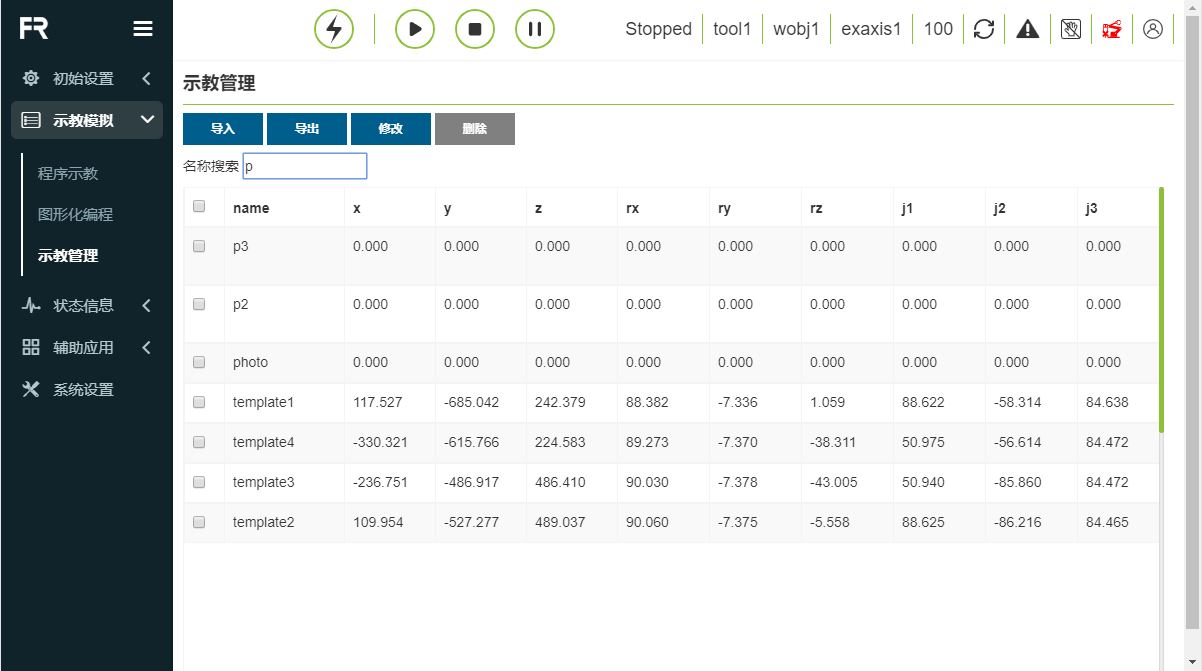 FR
Stopped tool1 wobj1 exaxis1 100
初始设置
示教模拟
程序示教
图形化编程
示教管理
状态信息
辅助应用
系统设置
示教管理
导入 导出 修改 删除
名称搜索 p
name x y z rx ry rz j1 j2 j3
p3 0.000 0.000 0.000 0.000 0.000 0.000 0.000 0.000 0.000
p2 0.000 0.000 0.000 0.000 0.000 0.000 0.000 0.000 0.000
photo 0.000 0.000 0.000 0.000 0.000 0.000 0.000 0.000 0.000
template1 117.527 -685.042 242.379 88.382 -7.336 1.059 88.622 -58.314 84.638
template4 -330.321 -615.766 224.583 89.273 -7.370 -38.311 50.975 -56.614 84.472
template3 -236.751 -486.917 486.410 90.030 -7.378 -43.005 50.940 -85.860 84.472
template2 109.954 -527.277 489.037 90.060 -7.375 -5.558 88.625 -86.216 84.465